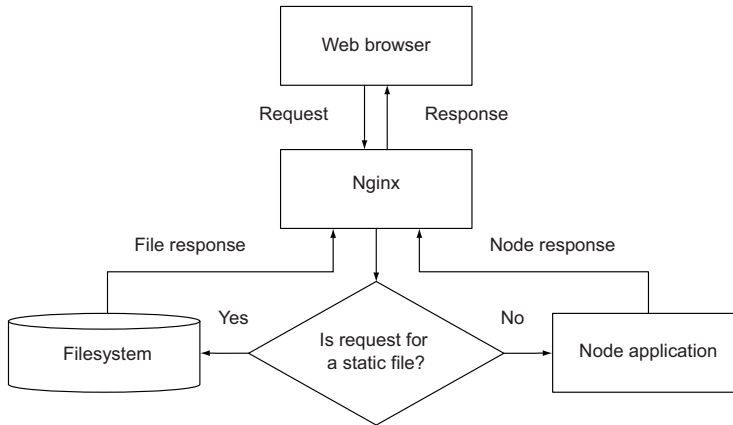 Web browser
Request
Response
Nginx
File response
Node response
Yes
No
Is request for
a static file?
Filesystem
Node application